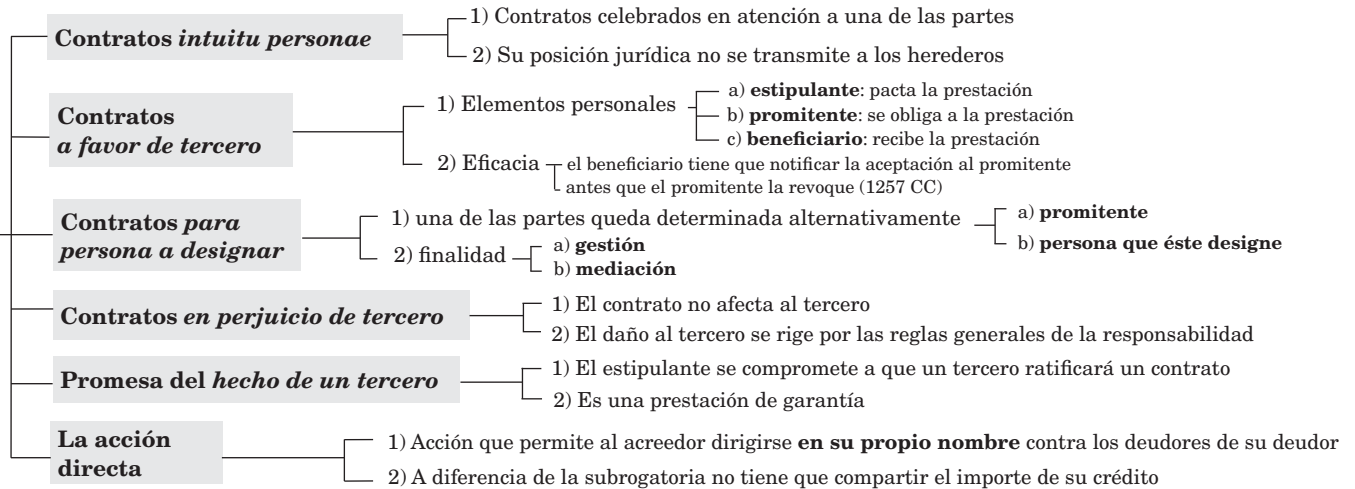 Contratos intuitu personae
1) Contratos celebrados en atención a una de las partes
2) Su posición jurídica no se transmite a los herederos
Contratos
a favor de tercero
1) Elementos personales
a) estipulante: pacta la prestación
b) promitente: se obliga a la prestación
c) beneficiario: recibe la prestación
2) Eficacia
el beneficiario tiene que notificar la aceptación al promitente
antes que el promitente la revoque (1257 CC)
Contratos para
persona a designar
1) una de las partes queda determinada alternativamente
a) promitente
b) persona que éste designe
2) finalidad
a) gestión
b) mediación
Contratos en perjuicio de tercero
1) El contrato no afecta al tercero
2) El daño al tercero se rige por las reglas generales de la responsabilidad
Promesa del hecho de un tercero
1) El estipulante se compromete a que un tercero ratificará un contrato
2) Es una prestación de garantía
La acción
directa
1) Acción que permite al acreedor dirigirse en su propio nombre contra los deudores de su deudor
2) A diferencia de la subrogatoria no tiene que compartir el importe de su crédito